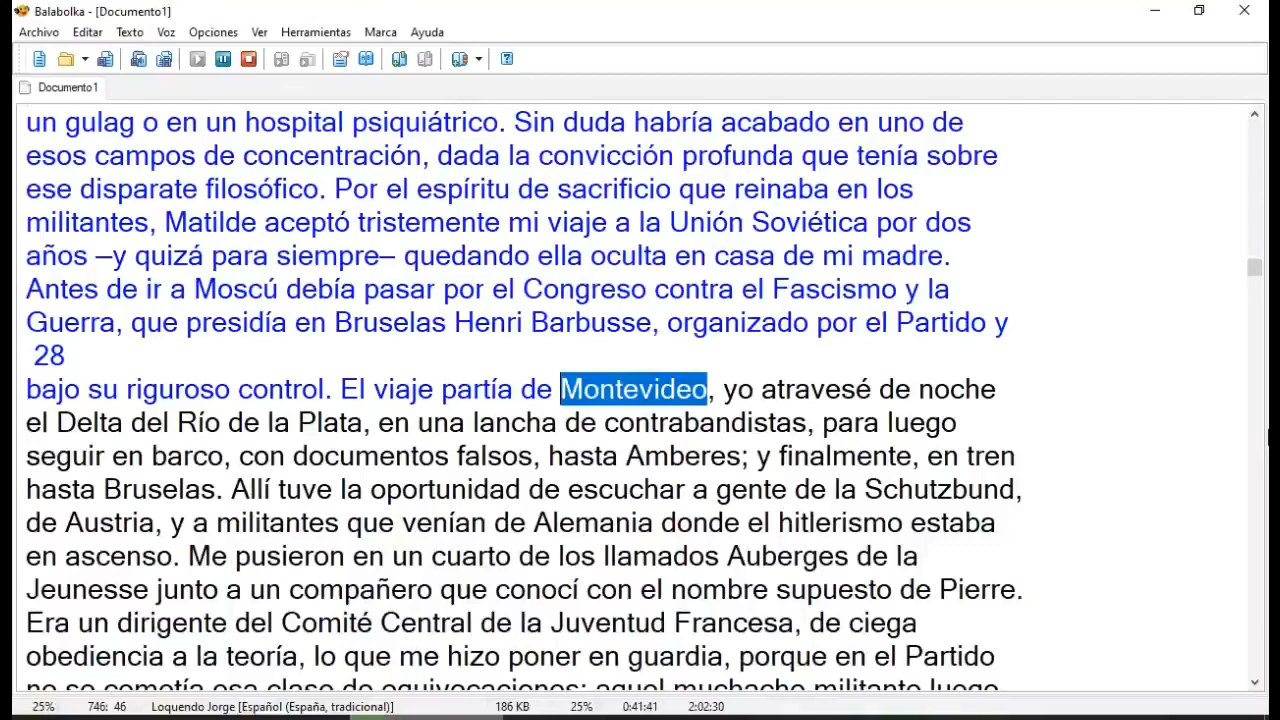 Balabolka - [Documento1]
Archivo Editar Texto Voz Opciones Ver Herramientas Marca Ayuda
Documento1
un gulag o en un hospital psiquiátrico. Sin duda habría acabado en uno de
esos campos de concentración, dada la convicción profunda que tenía sobre
ese disparate filosófico. Por el espíritu de sacrificio que reinaba en los
militantes, Matilde aceptó tristemente mi viaje a la Unión Soviética por dos
años —y quizá para siempre— quedando ella oculta en casa de mi madre.
Antes de ir a Moscú debía pasar por el Congreso contra el Fascismo y la
Guerra, que presidía en Bruselas Henri Barbusse, organizado por el Partido y
28
bajo su riguroso control. El viaje partía de Montevideo, yo atravesé de noche
el Delta del Río de la Plata, en una lancha de contrabandistas, para luego
seguir en barco, con documentos falsos, hasta Amberes; y finalmente, en tren
hasta Bruselas. Allí tuve la oportunidad de escuchar a gente de la Schutzbund,
de Austria, y a militantes que venían de Alemania donde el hitlerismo estaba
en ascenso. Me pusieron en un cuarto de los llamados Auberges de la
Jeunesse junto a un compañero que conocí con el nombre supuesto de Pierre.
Era un dirigente del Comité Central de la Juventud Francesa, de ciega
obediencia a la teoría, lo que me hizo poner en guardia, porque en el Partido
no se cometía esa clase de equivocaciones; aquel muchacho militante luego
25% 746: 46 Loquendo Jorge [Español (España, tradicional)] 186 KB 25% 0:41:41 2:02:30